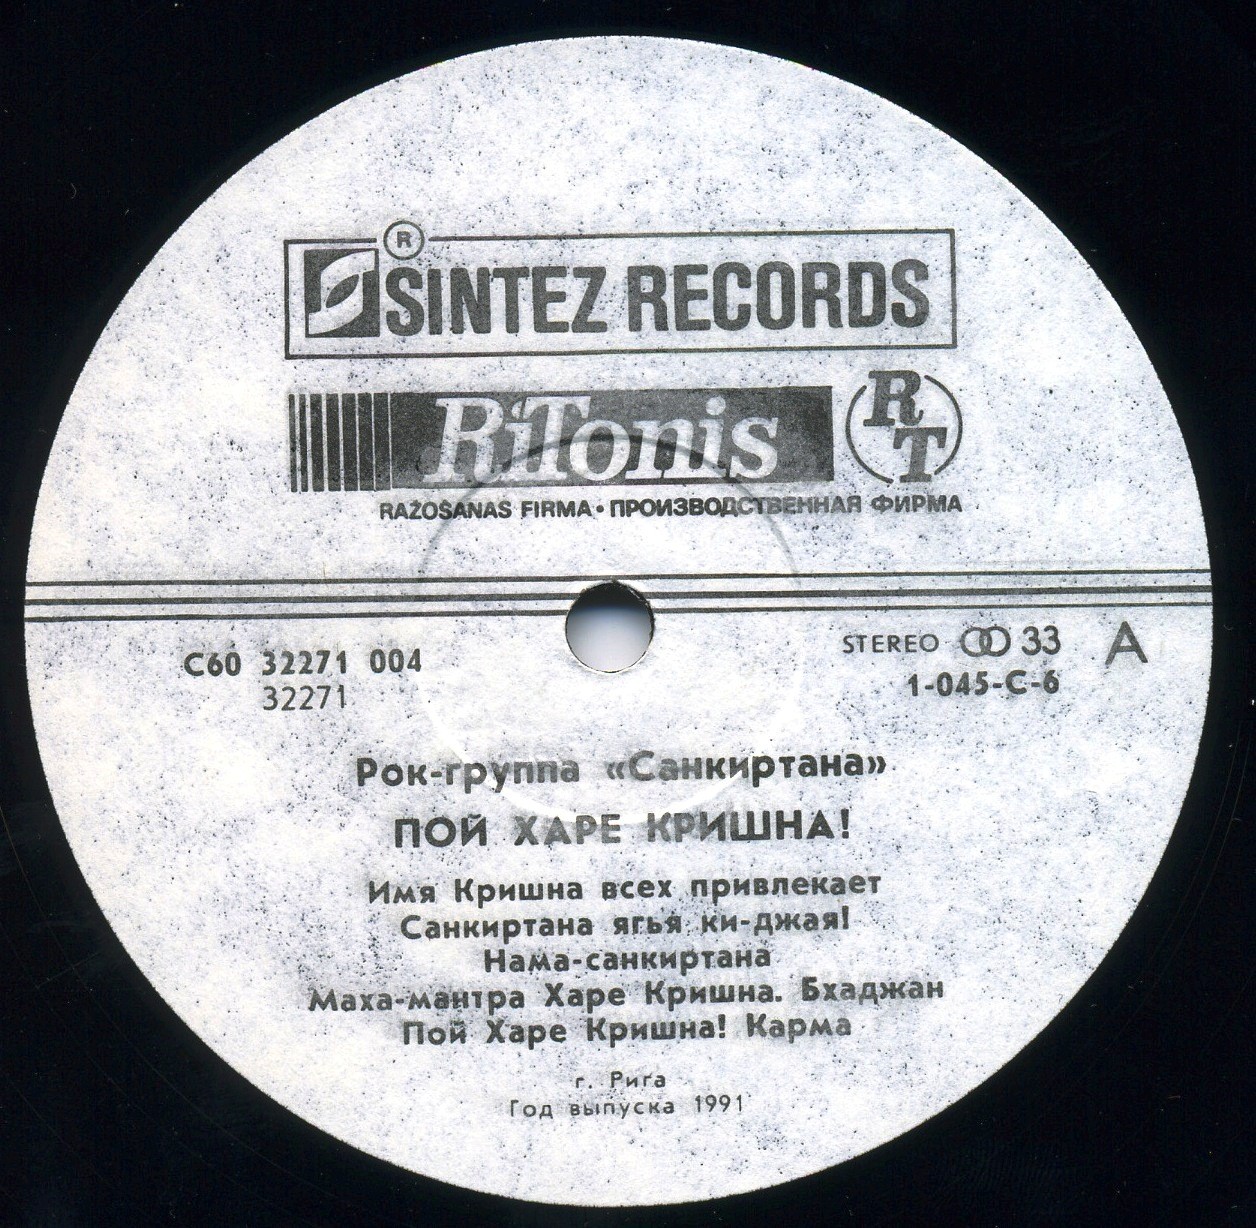 R
SINTEZ RECORDS
RiTonis RT
RAŽOŠANAS FIRMA • ПРОИЗВОДСТВЕННАЯ ФИРМА
С60 32271 004
32271
STEREO 33 A
1-045-С-6
Рок-группа «Санкиртана»
ПОЙ ХАРЕ КРИШНА!
Имя Кришна всех привлекает
Санкиртана ягья ки-джая!
Нама-санкиртана
Маха-мантра Харе Кришна. Бхаджан
Пой Харе Кришна! Карма
г. Рига
Год выпуска 1991